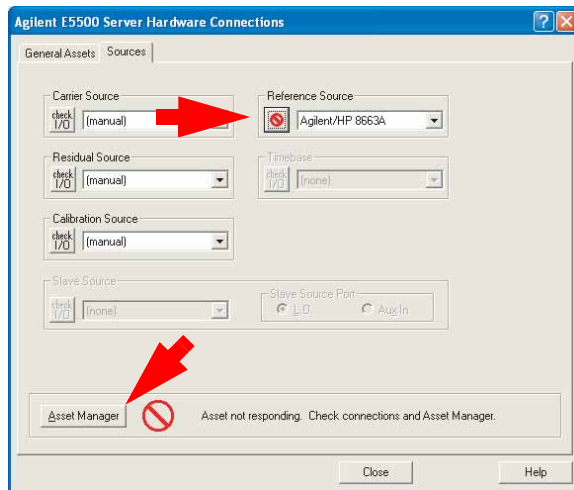 Agilent E5500 Server Hardware Connections
General Assets Sources
Carrier Source
check I/O (manual)
Reference Source
Agilent/HP 8663A
Residual Source
check I/O (manual)
Timebase
check I/O (none)
Calibration Source
check I/O (manual)
Slave Source
check I/O (none)
Slave Source Port
L.O. Aux In
Asset Manager Asset not responding. Check connections and Asset Manager.
Close Help